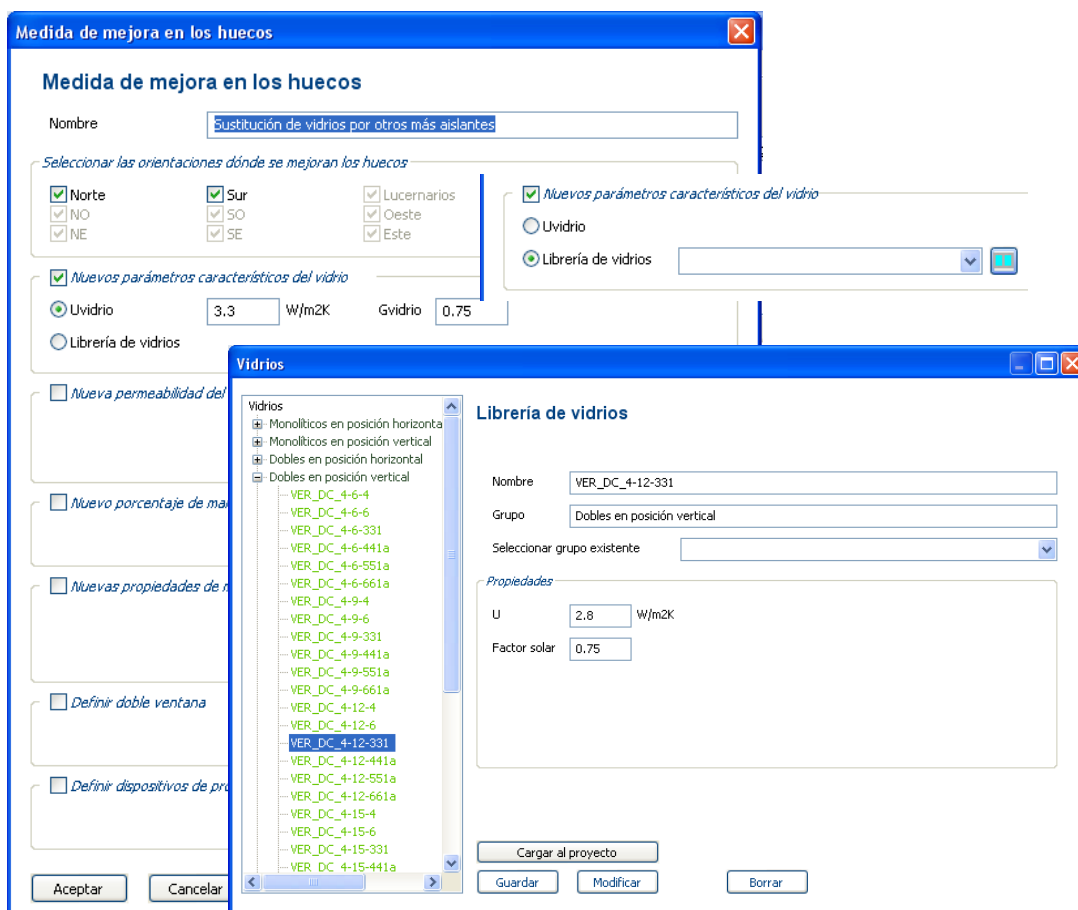 Medida de mejora en los huecos
Medida de mejora en los huecos
Nombre Sustitución de vidrios por otros más aislantes
Seleccionar las orientaciones dónde se mejoran los huecos
Norte Sur Lucernarios
NO SO Oeste
NE SE Este
Nuevos parámetros característicos del vidrio
Uvidrio 3.3 W/m2K Gvidrio 0.75
Librería de vidrios
Nuevos parámetros característicos del vidrio
Uvidrio
Librería de vidrios
Nueva permeabilidad del
Nuevo porcentaje de
Nuevas propiedades de
Definir doble ventana
Definir dispositivos de
Aceptar Cancelar
Vidrios
Vidrios
Monolíticos en posición horizonta
Monolíticos en posición vertical
Dobles en posición horizontal
Dobles en posición vertical
VER_DC_4-6-4
VER_DC_4-6-6
VER_DC_4-6-331
VER_DC_4-6-441a
VER_DC_4-6-551a
VER_DC_4-6-661a
VER_DC_4-9-4
VER_DC_4-9-6
VER_DC_4-9-331
VER_DC_4-9-441a
VER_DC_4-9-551a
VER_DC_4-9-661a
VER_DC_4-12-4
VER_DC_4-12-6
VER_DC_4-12-331
VER_DC_4-12-441a
VER_DC_4-12-551a
VER_DC_4-12-661a
VER_DC_4-15-4
VER_DC_4-15-6
VER_DC_4-15-331
VER_DC_4-15-441a
Librería de vidrios
Nombre VER_DC_4-12-331
Grupo Dobles en posición vertical
Seleccionar grupo existente
Propiedades
U 2.8 W/m2K
Factor solar 0.75
Cargar al proyecto
Guardar Modificar Borrar